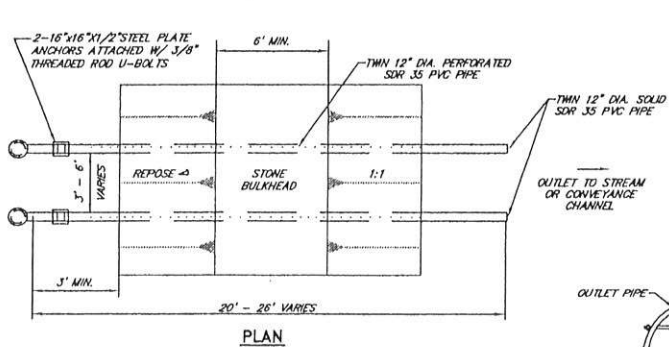 2-16"x16"x1/2" STEEL PLATE
ANCHORS ATTACHED W/ 3/8"
THREADED ROD U-BOLTS
6' MIN.
TWIN 12" DIA. PERFORATED
SDR 35 PVC PIPE
TWIN 12" DIA. SOLID
SDR 35 PVC PIPE
3' - 6'
VARIES
REPOSE
STONE
BULKHEAD
1:1
OUTLET TO STREAM
OR CONVEYANCE
CHANNEL
3' MIN.
20' - 26' VARIES
OUTLET PIPE
PLAN